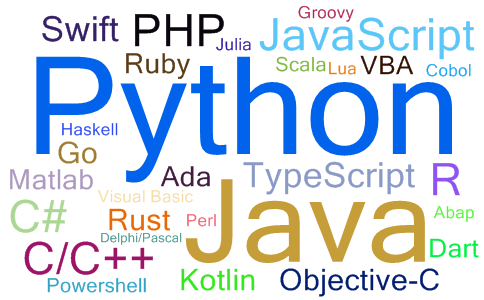 Groovy
Swift
PHP
Julia
JavaScript
Ruby
Scala
Lua
VBA
Cobol
Python
Haskell
Go
Matlab
Ada
TypeScript
R
Visual Basic
C#
Rust
Perl
Java
Abap
Delphi/Pascal
C/C++
Dart
Powershell
Kotlin
Objective-C